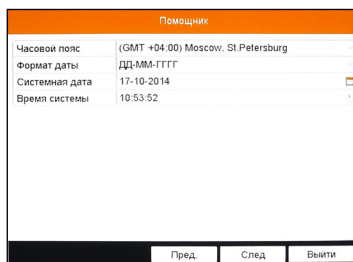 Помощник
Часовой пояс (GMT +04:00) Moscow, St.Petersburg
Формат даты ДД-ММ-ГГГГ
Системная дата 17-10-2014
Время системы 10:53:52
Пред. След Выйти